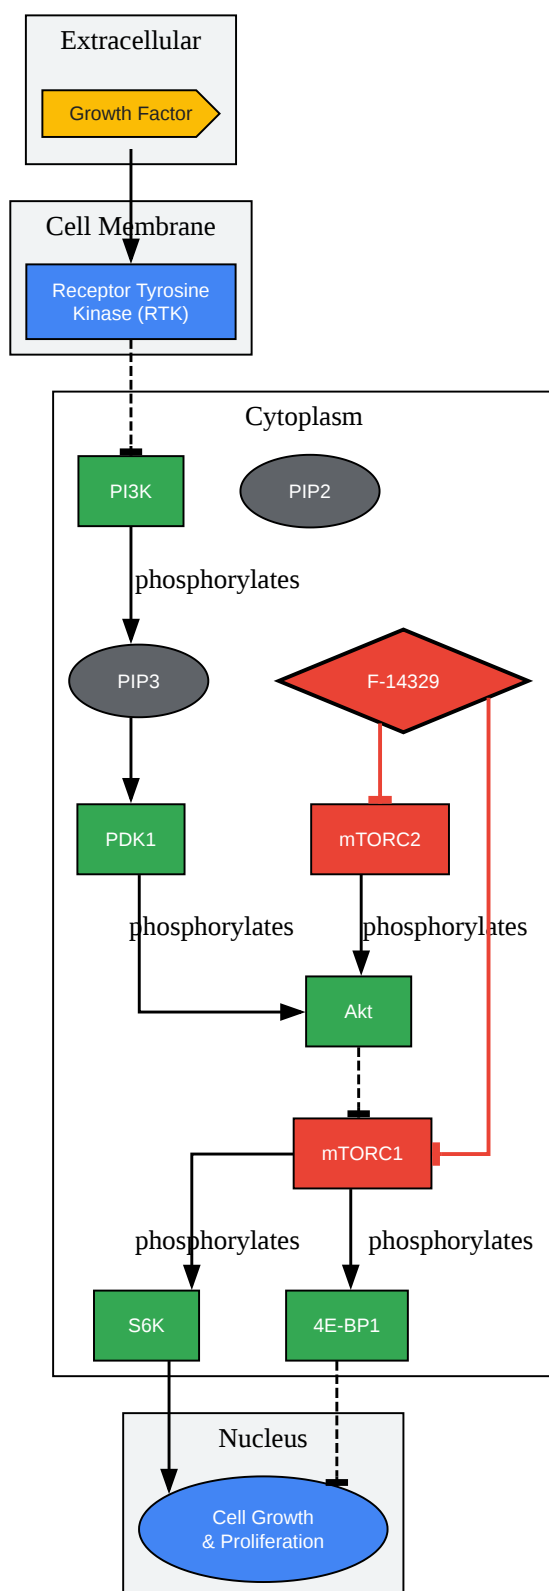 Extracellular
Growth Factor
Cell Membrane
Receptor Tyrosine
Kinase (RTK)
Cytoplasm
PI3K
PIP2
phosphorylates
PIP3
F-14329
PDK1
mTORC2
phosphorylates
phosphorylates
Akt
mTORC1
phosphorylates
phosphorylates
S6K
4E-BP1
Nucleus
Cell Growth
& Proliferation